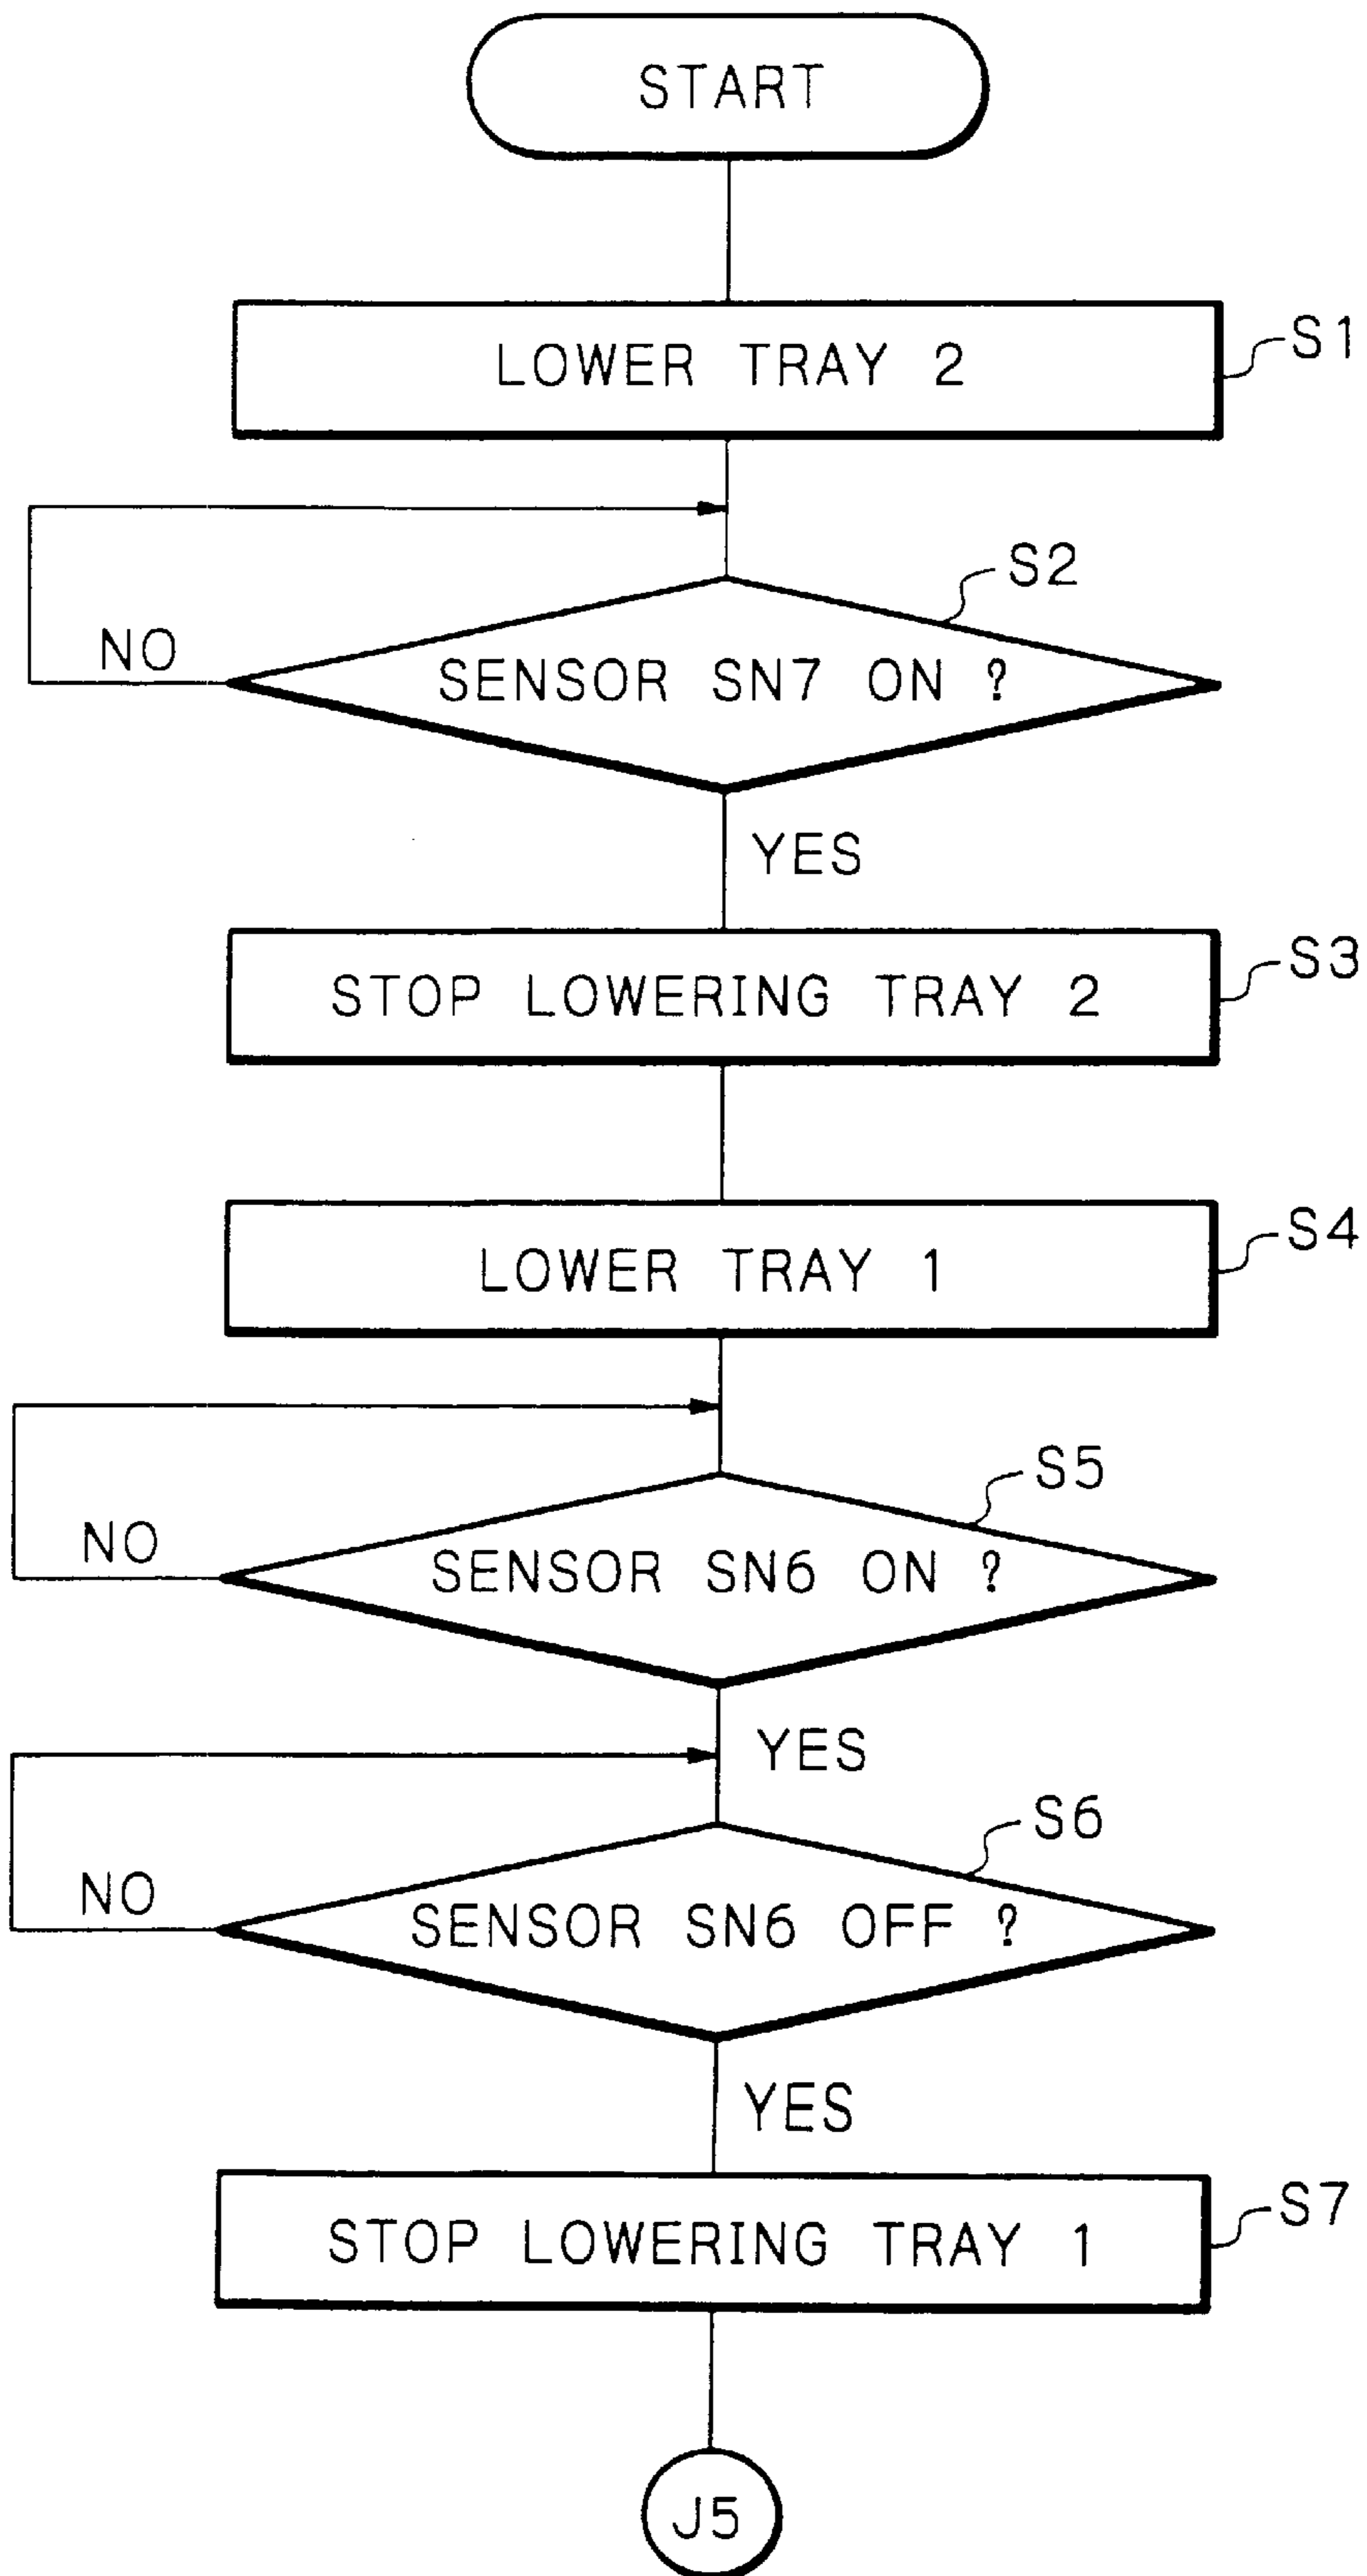 START
LOWER TRAY 2
S1
S2
NO
SENSOR SN7 ON ?
YES
S3
STOP LOWERING TRAY 2
S4
LOWER TRAY 1
S5
NO
SENSOR SN6 ON ?
YES
S6
NO
SENSOR SN6 OFF ?
YES
S7
STOP LOWERING TRAY 1
J5